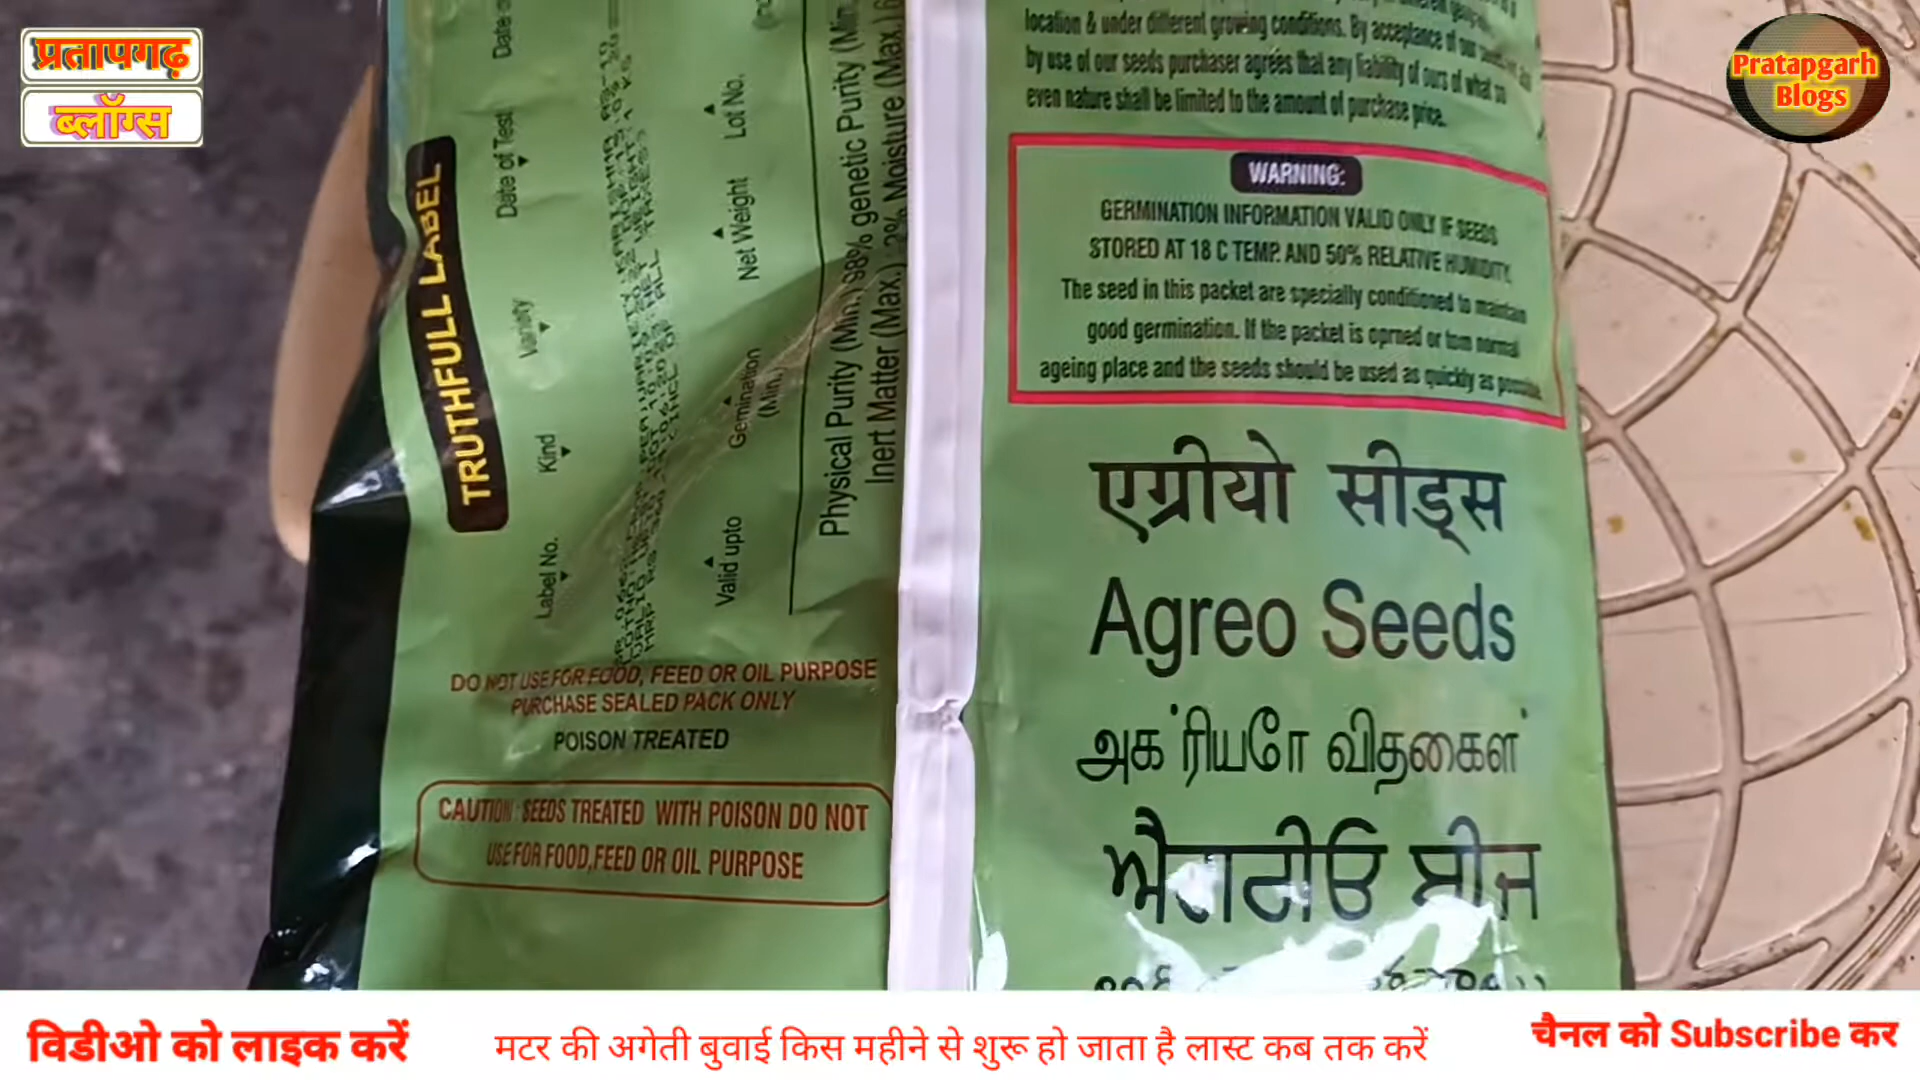 प्रतापगढ़
ब्लॉग्स
Pratapgarh
Blogs
TRUTHFULL LABEL
Date of Test
Variety
Kind
Label No.
Lot No.
Net Weight
Germination
(Min.)
Valid upto
Physical Purity (Min.) 98% genetic Purity (Min.
Inert Matter (Max.) 2% Moisture (Max.)
DO NOT USE FOR FOOD, FEED OR OIL PURPOSE
PURCHASE SEALED PACK ONLY
POISON TREATED
CAUTION : SEEDS TREATED WITH POISON DO NOT
USE FOR FOOD,FEED OR OIL PURPOSE
location & under different growing conditions. By acceptance of our
by use of our seeds purchaser agrees that any liability of ours of what so
even nature shall be limited to the amount of purchase price.
WARNING:
GERMINATION INFORMATION VALID ONLY IF SEEDS
STORED AT 18 C TEMP. AND 50% RELATIVE HUMIDITY.
The seed in this packet are specially conditioned to maintain
good germination. If the packet is oprned or torn normal
ageing place and the seeds should be used as quickly as possible.
एग्रीयो सीड्स
Agreo Seeds
அக்ரியோ விதைகள்
ਐਗਰੀਓ ਬੀਜ
विडीओ को लाइक करें
मटर की अगेती बुवाई किस महीने से शुरू हो जाता है लास्ट कब तक करें
चैनल को Subscribe कर